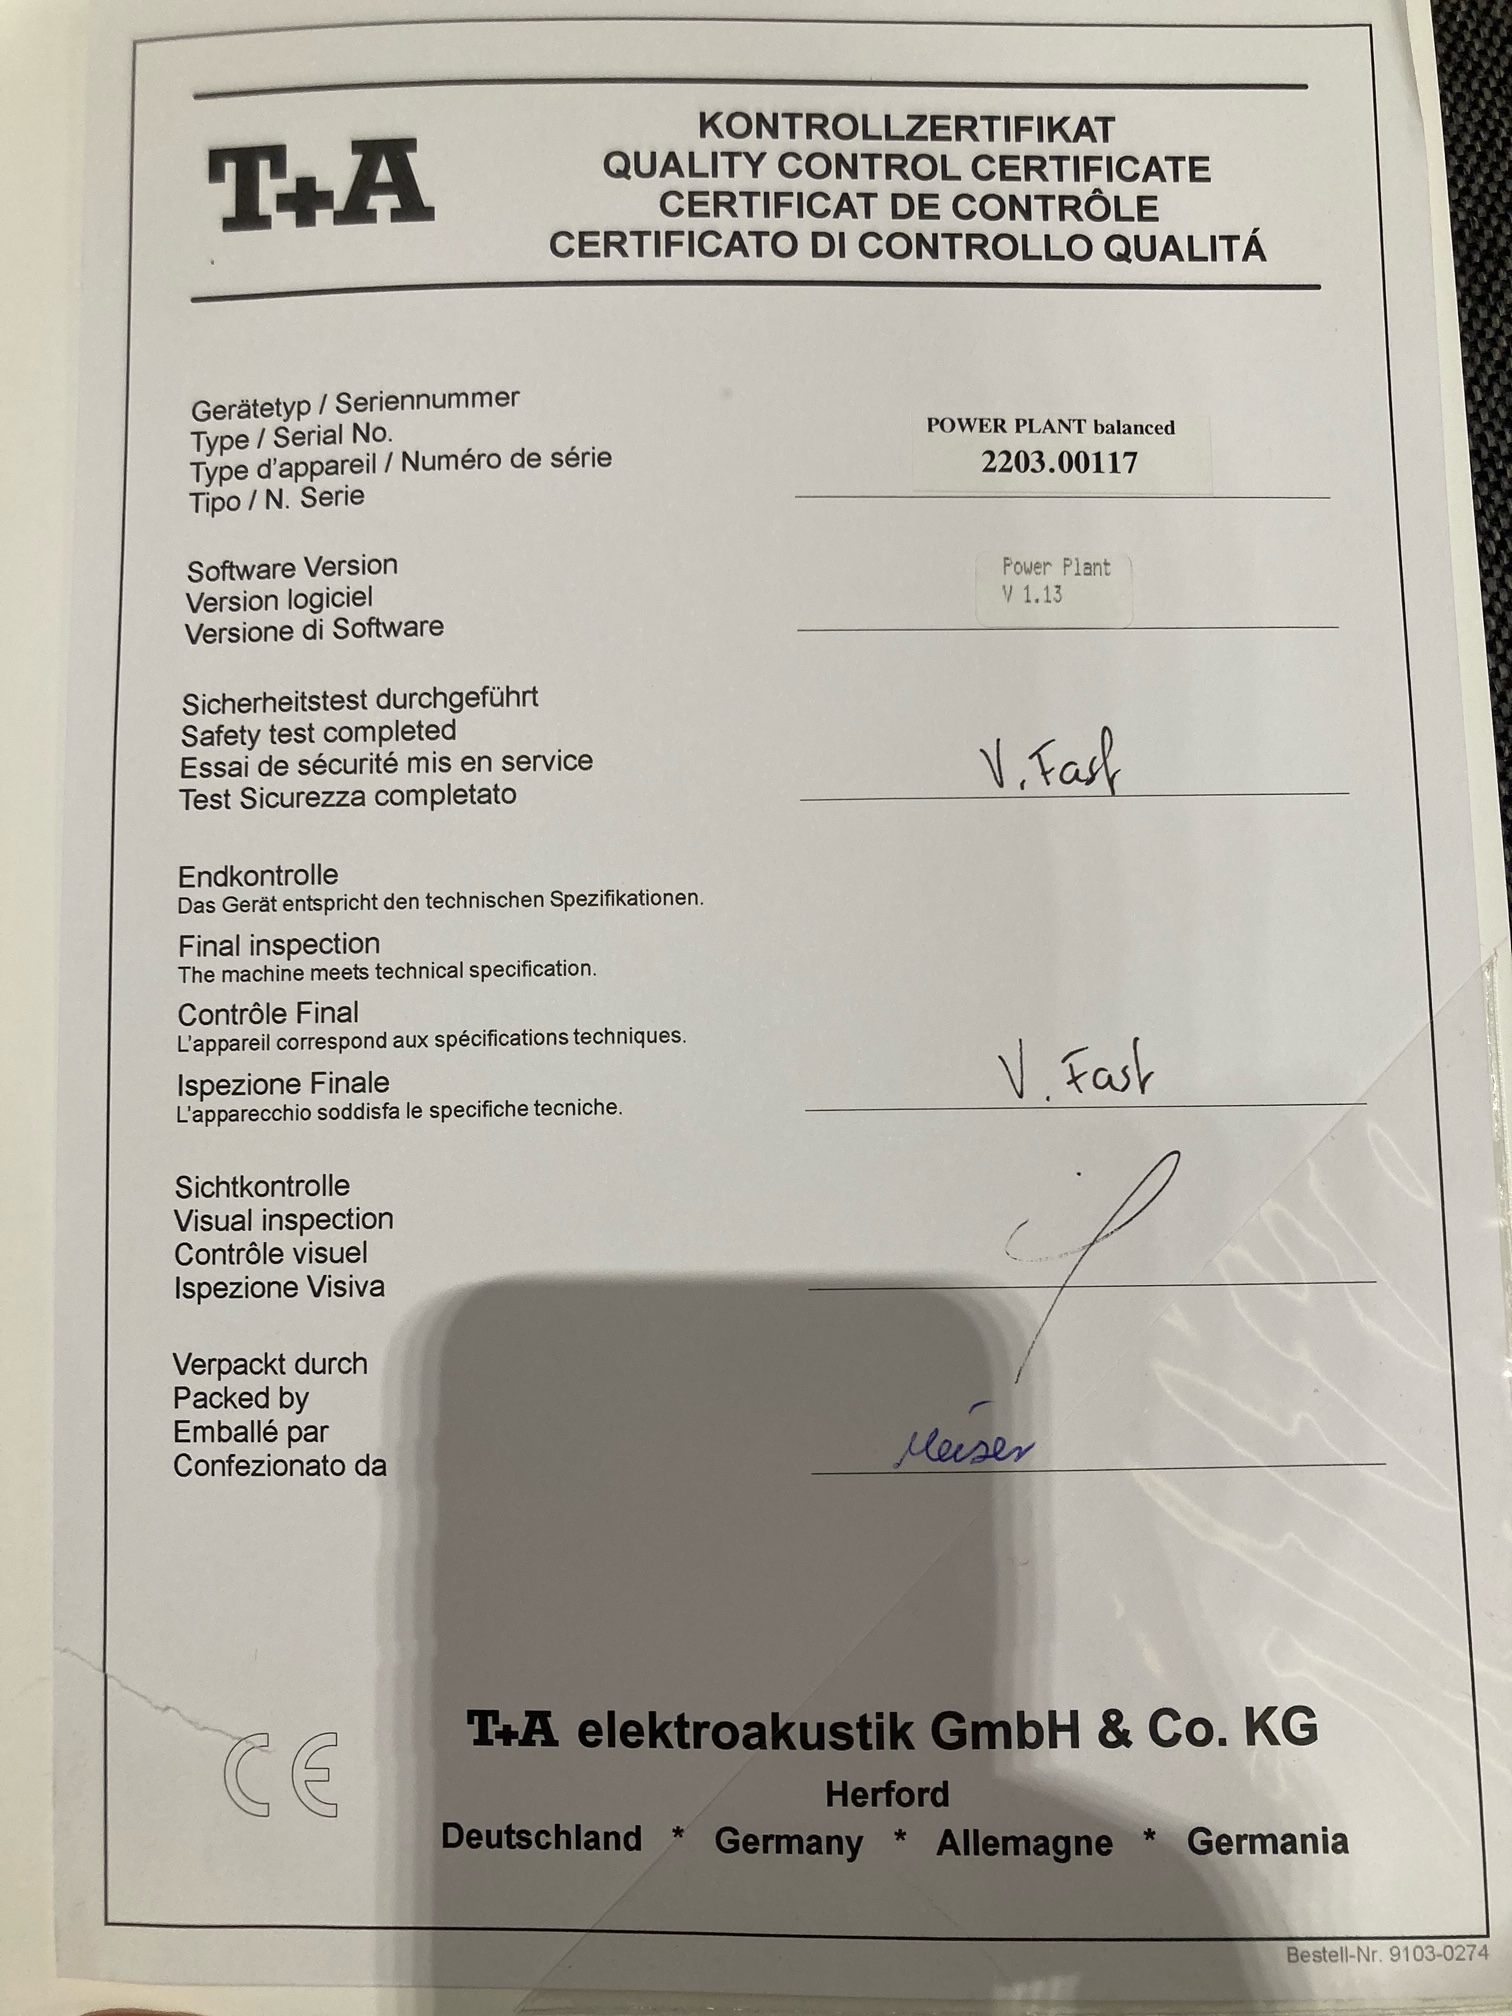 T+A
KONTROLLZERTIFIKAT
QUALITY CONTROL CERTIFICATE
CERTIFICAT DE CONTRÔLE
CERTIFICATO DI CONTROLLO QUALITÁ
Gerätetyp / Seriennummer
Type / Serial No.
Type d'appareil / Numéro de série
Tipo / N. Serie
POWER PLANT balanced
2203.00117
Software Version
Version logiciel
Versione di Software
Power Plant
V 1.13
Sicherheitstest durchgeführt
Safety test completed
Essai de sécurité mis en service
Test Sicurezza completato
V. Fast
Endkontrolle
Das Gerät entspricht den technischen Spezifikationen.
Final inspection
The machine meets technical specification.
Contrôle Final
L'appareil correspond aux spécifications techniques.
Ispezione Finale
L'apparecchio soddisfa le specifiche tecniche.
V. Fast
Sichtkontrolle
Visual inspection
Contrôle visuel
Ispezione Visiva
Verpackt durch
Packed by
Emballé par
Confezionato da
CE
T+A elektroakustik GmbH & Co. KG
Herford
Deutschland * Germany * Allemagne * Germania
Bestell-Nr. 9103-0274